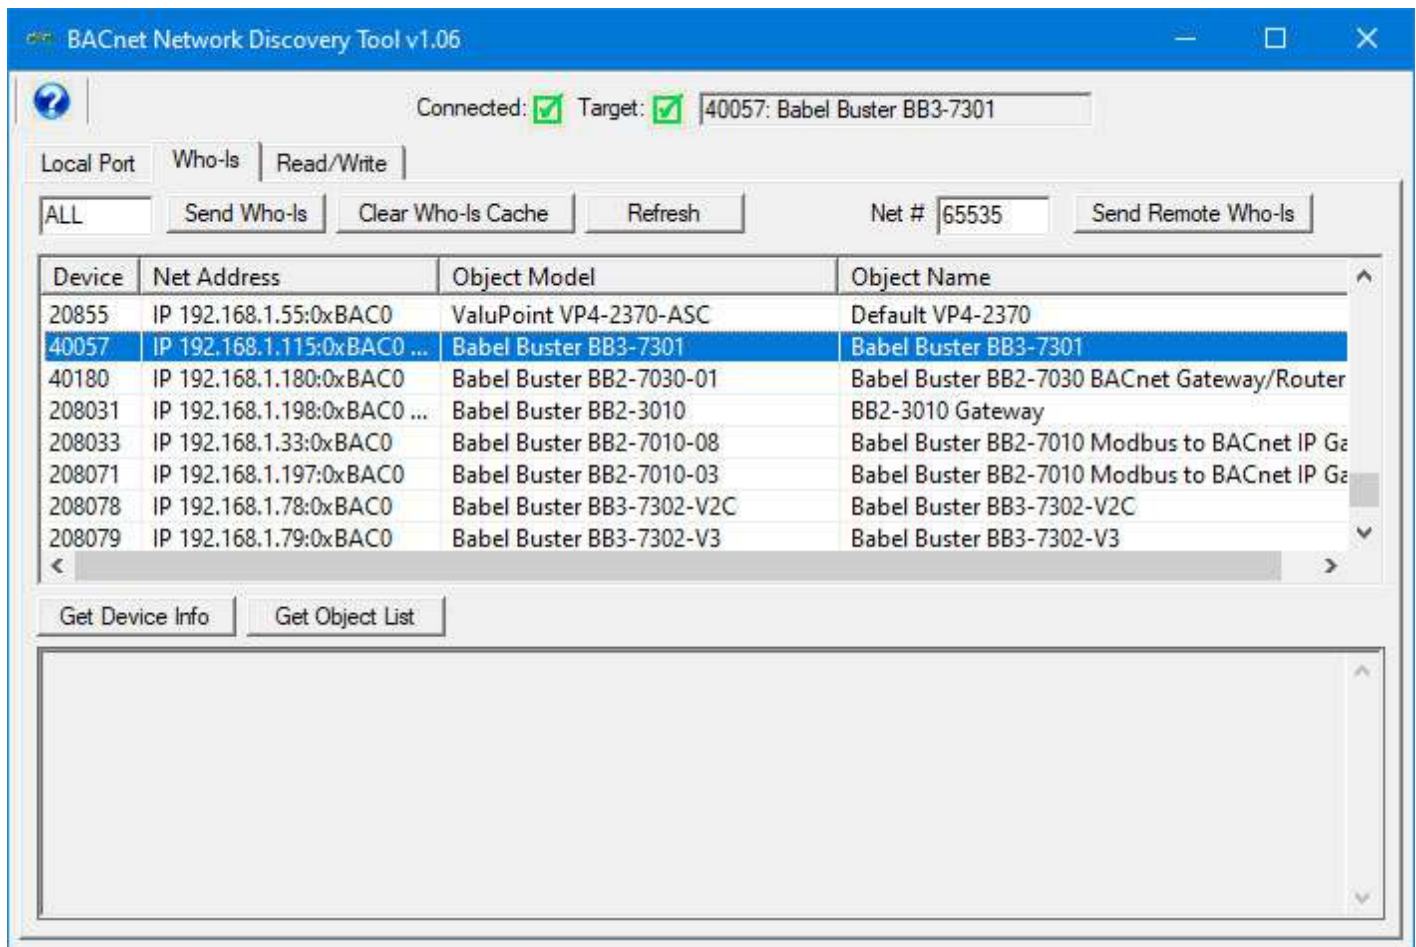 BACnet Network Discovery Tool v1.06
Connected: Target: 40057: Babel Buster BB3-7301
Local Port Who-Is Read/Write
ALL Send Who-Is Clear Who-Is Cache Refresh Net # 65535 Send Remote Who-Is
Device Net Address Object Model Object Name
20855 IP 192.168.1.55:0xBAC0 ValuPoint VP4-2370-ASC Default VP4-2370
40057 IP 192.168.1.115:0xBAC0 ... Babel Buster BB3-7301 Babel Buster BB3-7301
40180 IP 192.168.1.180:0xBAC0 Babel Buster BB2-7030-01 Babel Buster BB2-7030 BACnet Gateway/Router
208031 IP 192.168.1.198:0xBAC0 ... Babel Buster BB2-3010 BB2-3010 Gateway
208033 IP 192.168.1.33:0xBAC0 Babel Buster BB2-7010-08 Babel Buster BB2-7010 Modbus to BACnet IP Ga
208071 IP 192.168.1.197:0xBAC0 Babel Buster BB2-7010-03 Babel Buster BB2-7010 Modbus to BACnet IP Ga
208078 IP 192.168.1.78:0xBAC0 Babel Buster BB3-7302-V2C Babel Buster BB3-7302-V2C
208079 IP 192.168.1.79:0xBAC0 Babel Buster BB3-7302-V3 Babel Buster BB3-7302-V3
Get Device Info Get Object List